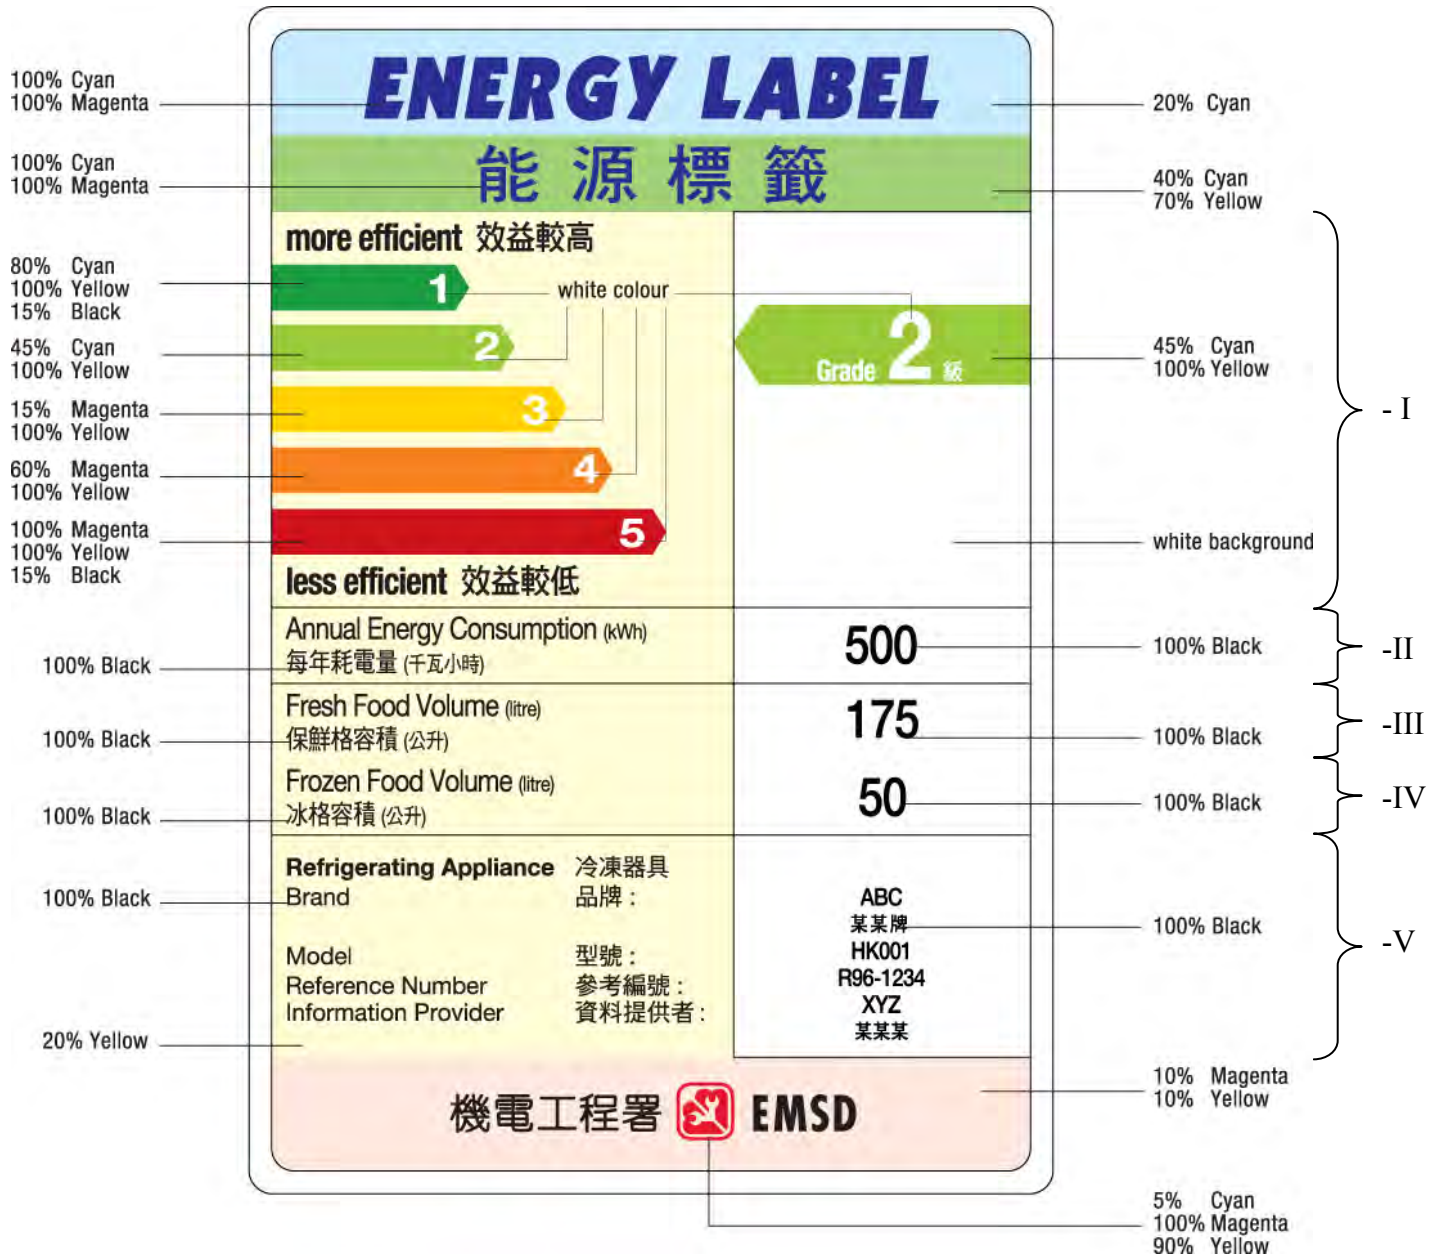 ENERGY LABEL
100% Cyan
100% Magenta
20% Cyan
能源標籤
100% Cyan
100% Magenta
40% Cyan
70% Yellow
more efficient 效益較高
80% Cyan
100% Yellow
15% Black
1
white colour
45% Cyan
100% Yellow
2
Grade 2 級
45% Cyan
100% Yellow
- I
15% Magenta
100% Yellow
3
60% Magenta
100% Yellow
4
100% Magenta
100% Yellow
15% Black
5
white background
less efficient 效益較低
Annual Energy Consumption (kWh)
每年耗電量 (千瓦小時)
500
100% Black
100% Black
-II
Fresh Food Volume (litre)
保鮮格容積 (公升)
175
100% Black
100% Black
-III
Frozen Food Volume (litre)
冰格容積 (公升)
50
100% Black
100% Black
-IV
Refrigerating Appliance 冷凍器具
Brand 品牌 :
100% Black
ABC
某某牌
100% Black
-V
Model 型號 :
HK001
Reference Number 參考編號 :
R96-1234
Information Provider 資料提供者 :
XYZ
某某某
20% Yellow
10% Magenta
10% Yellow
機電工程署 EMSD
5% Cyan
100% Magenta
90% Yellow